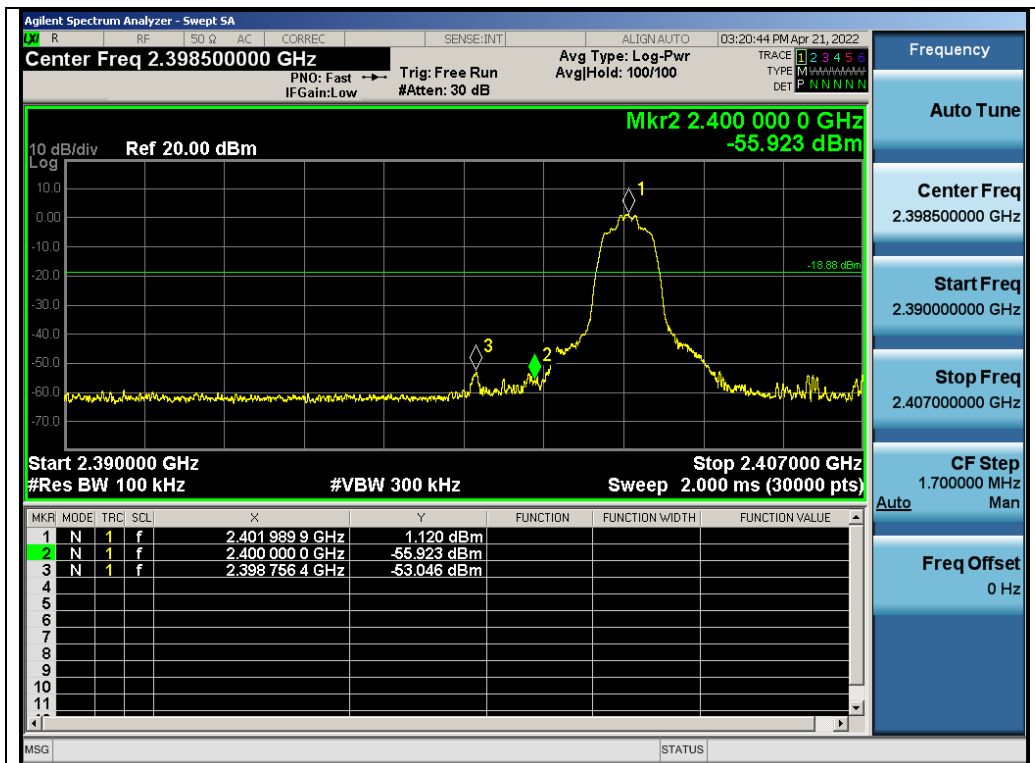 Agilent Spectrum Analyzer - Swept SA
LXI R RF 50 Ω AC CORREC SENSE:INT ALIGN AUTO 03:20:44 PM Apr 21, 2022
Center Freq 2.398500000 GHz
PNO: Fast
IFGain:Low
Trig: Free Run
#Atten: 30 dB
Avg Type: Log-Pwr
Avg|Hold: 100/100
TRACE 1 2 3 4 5 6
TYPE M WWWWW
DET P N N N N N
Mkr2 2.400 000 0 GHz
-55.923 dBm
10 dB/div Ref 20.00 dBm
Log
10.0
0.00
-10.0
-20.0
-30.0
-40.0
-50.0
-60.0
-70.0
1
2
3
-18.88 dBm
Start 2.390000 GHz Stop 2.407000 GHz
#Res BW 100 kHz #VBW 300 kHz Sweep 2.000 ms (30000 pts)
MKR MODE TRC SCL X Y FUNCTION FUNCTION WIDTH FUNCTION VALUE
1 N 1 f 2.401 989 9 GHz 1.120 dBm
2 N 1 f 2.400 000 0 GHz -55.923 dBm
3 N 1 f 2.398 756 4 GHz -53.046 dBm
4
5
6
7
8
9
10
11
MSG STATUS
Frequency
Auto Tune
Center Freq
2.398500000 GHz
Start Freq
2.390000000 GHz
Stop Freq
2.407000000 GHz
CF Step
1.700000 MHz
Auto Man
Freq Offset
0 Hz